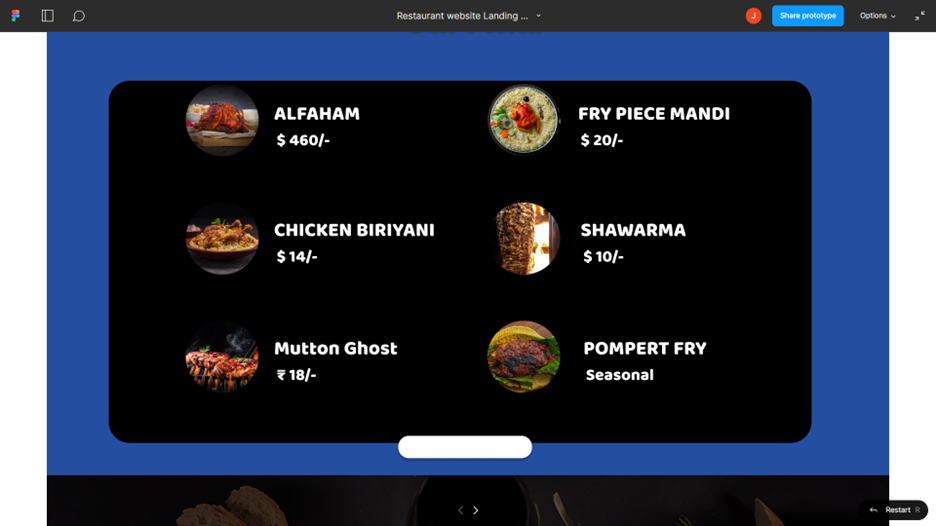 Restaurant website Landing ...
J
Share prototype
Options
ALFAHAM
$ 460/-
FRY PIECE MANDI
$ 20/-
CHICKEN BIRIYANI
$ 14/-
SHAWARMA
$ 10/-
Mutton Ghost
₹ 18/-
POMPERT FRY
Seasonal
Restart R